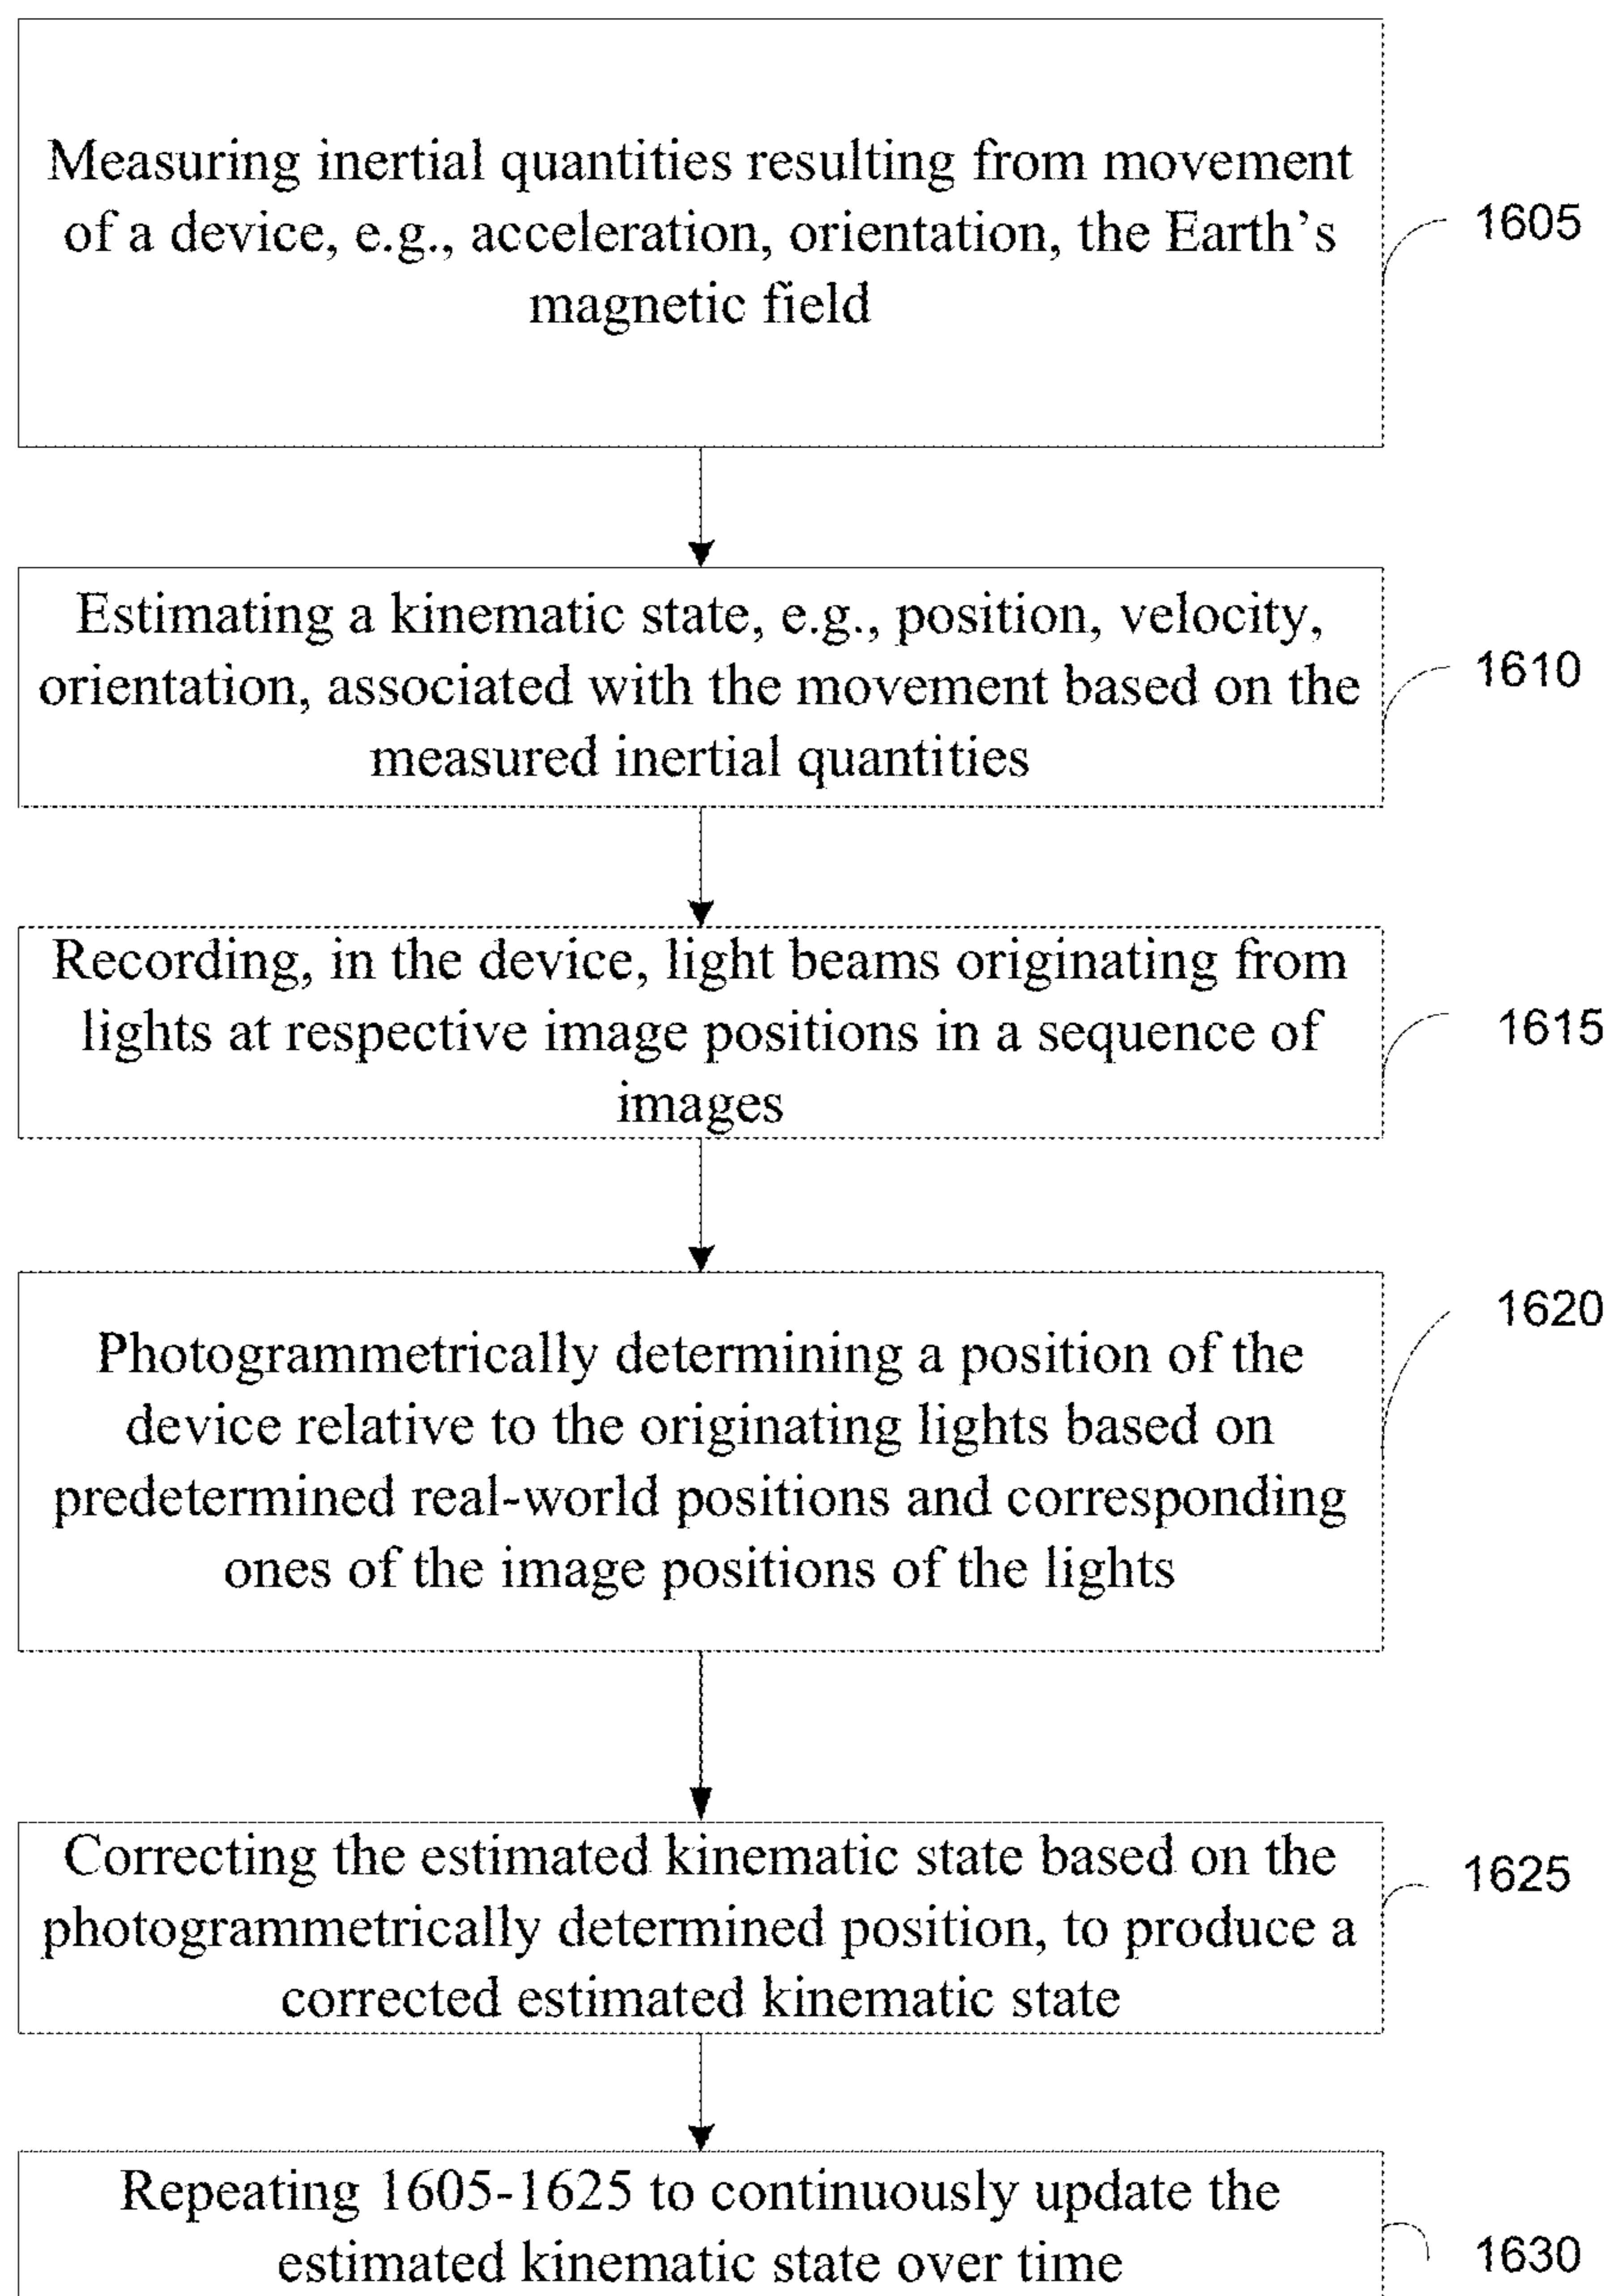 Measuring inertial quantities resulting from movement
of a device, e.g., acceleration, orientation, the Earth's
magnetic field
1605
Estimating a kinematic state, e.g., position, velocity,
orientation, associated with the movement based on the
measured inertial quantities
1610
Recording, in the device, light beams originating from
lights at respective image positions in a sequence of
images
1615
Photogrammetrically determining a position of the
device relative to the originating lights based on
predetermined real-world positions and corresponding
ones of the image positions of the lights
1620
Correcting the estimated kinematic state based on the
photogrammetrically determined position, to produce a
corrected estimated kinematic state
1625
Repeating 1605-1625 to continuously update the
estimated kinematic state over time
1630